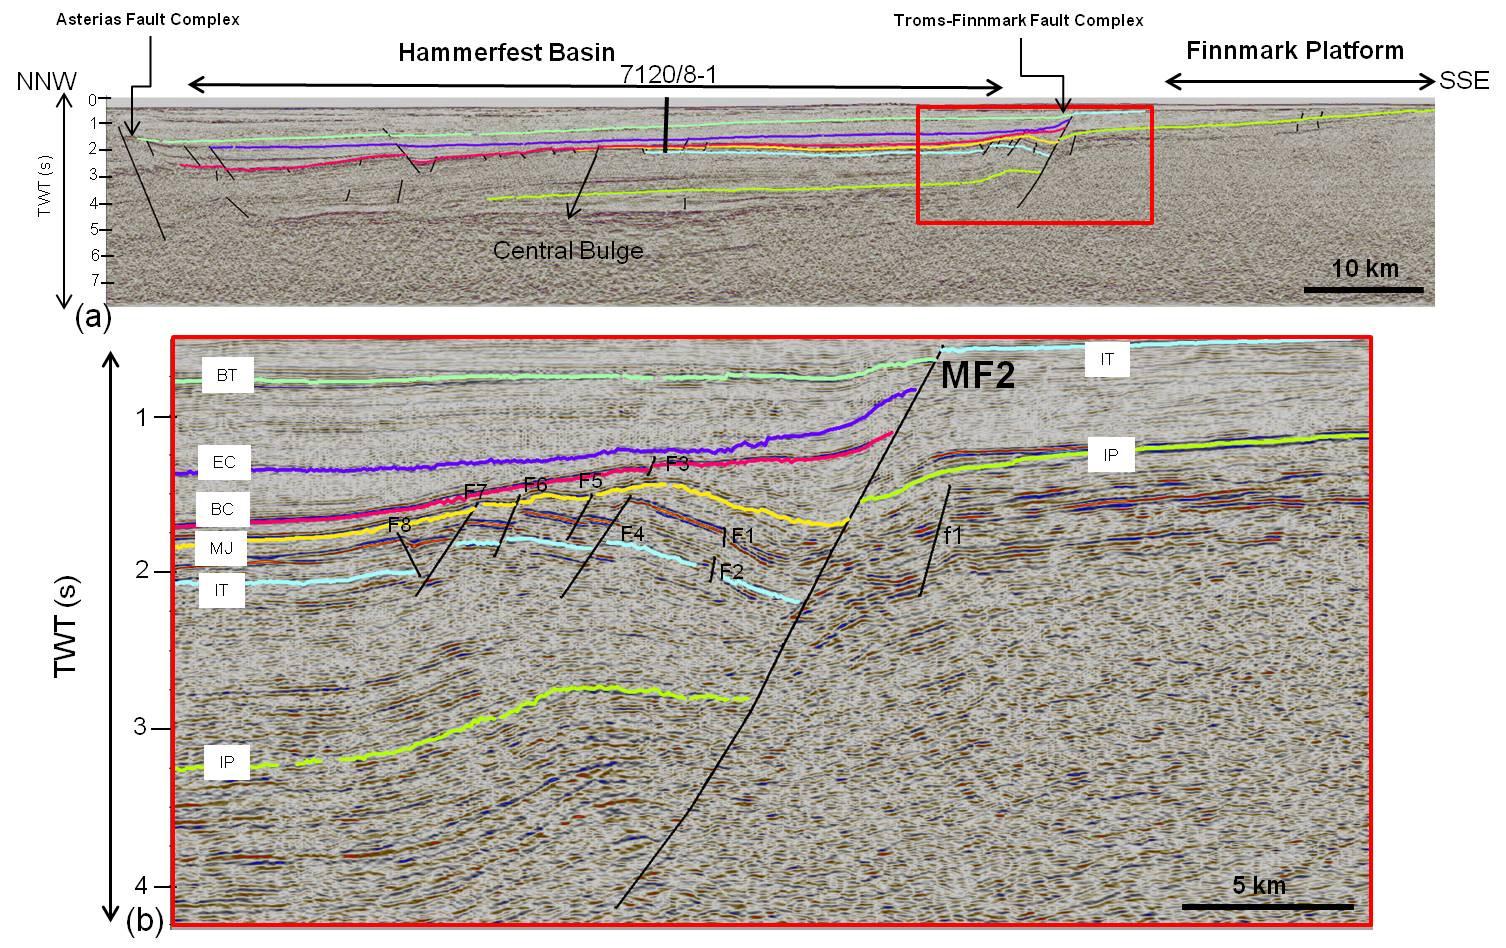 Asterias Fault Complex
Troms-Finnmark Fault Complex
Hammerfest Basin
Finnmark Platform
7120/8-1
NNW
SSE
0
1
2
3
4
5
6
7
TWT (s)
Central Bulge
10 km
(a)
BT
IT
MF2
1
EC
F3
IP
F7
F6
F5
BC
F8
F4
F1
f1
MJ
2
F2
IT
TWT (s)
3
IP
4
5 km
(b)